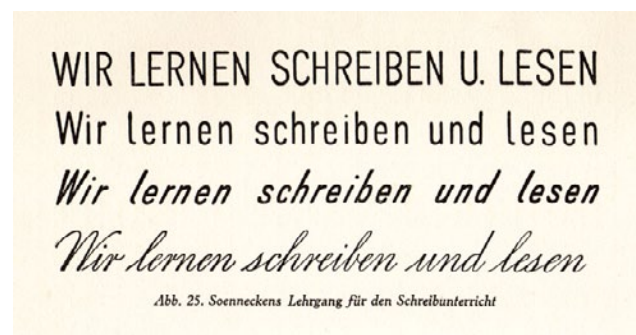 WIR LERNEN SCHREIBEN U. LESEN
Wir lernen schreiben und lesen
Wir lernen schreiben und lesen
Wir lernen schreiben und lesen
Abb. 25. Soenneckens Lehrgang für den Schreibunterricht